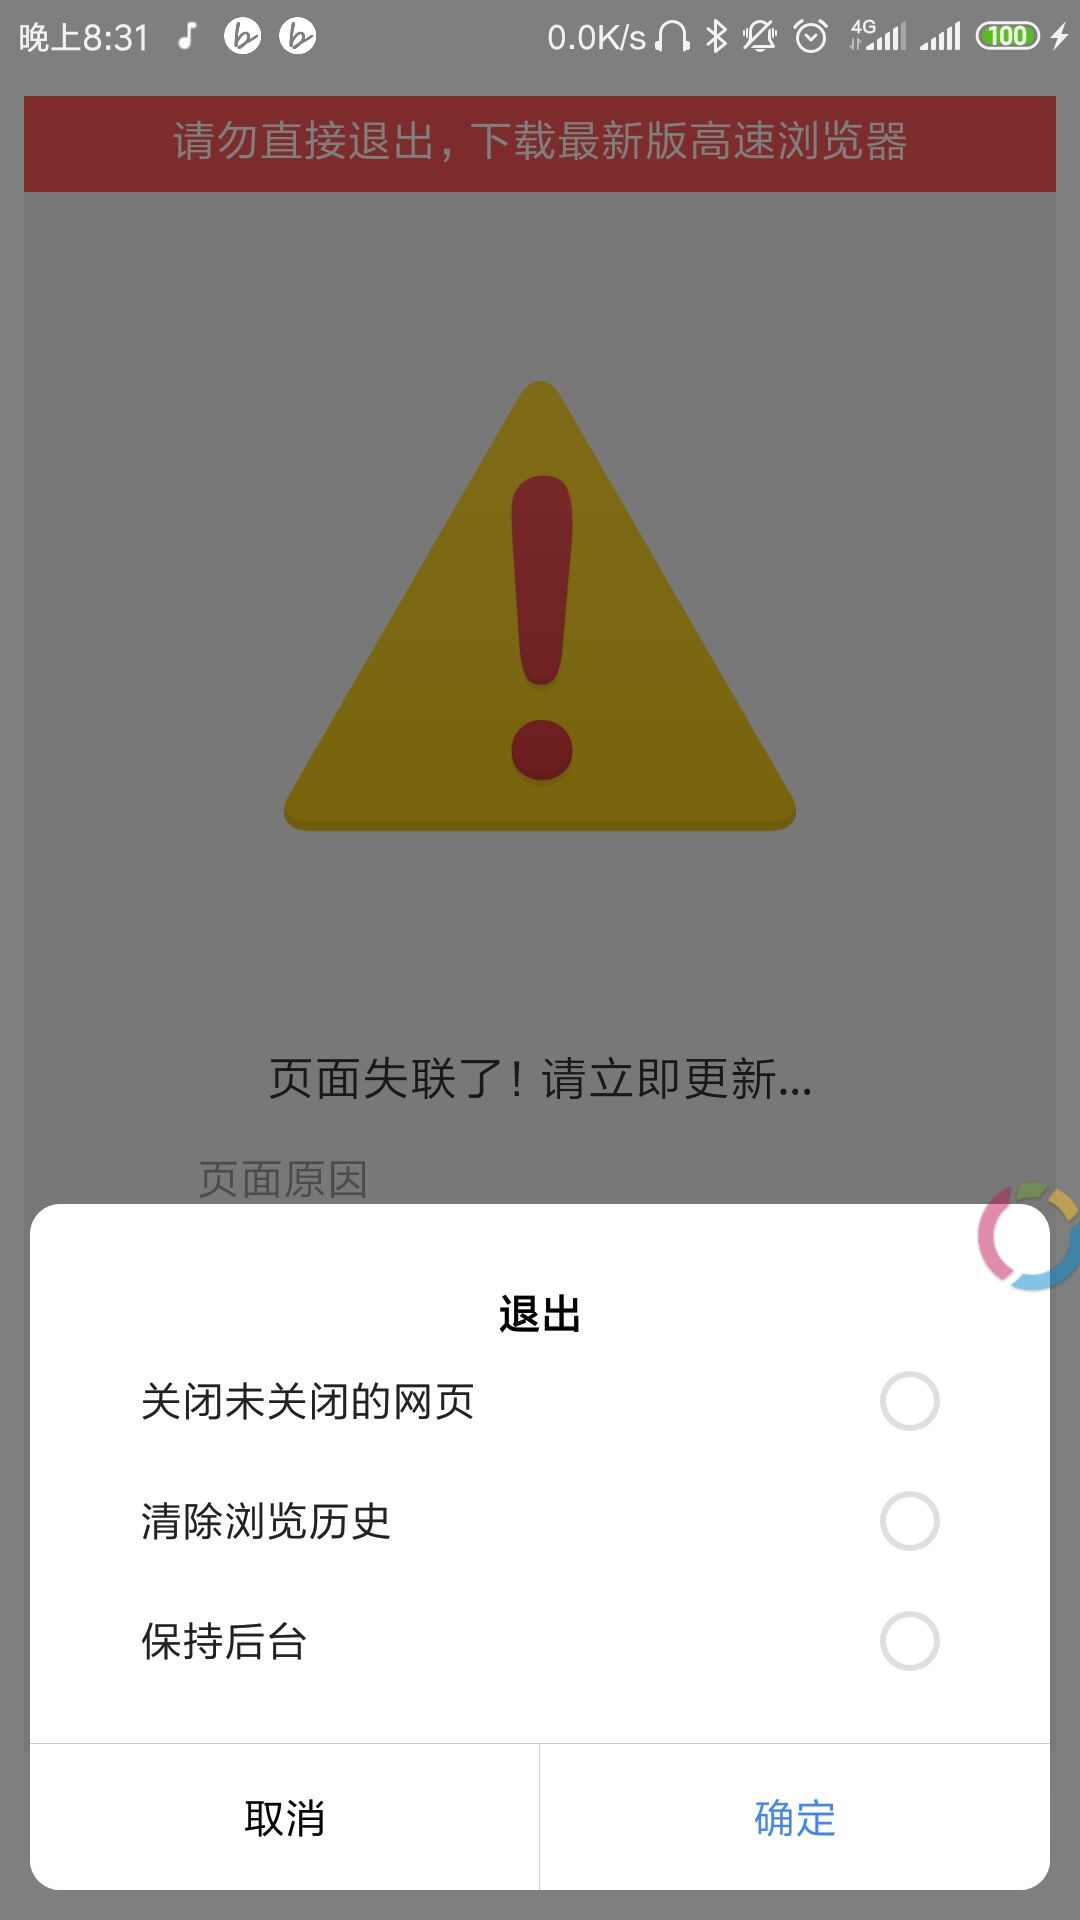 晚上8:31 0.0K/s 4G 100
请勿直接退出，下载最新版高速浏览器
页面失联了！请立即更新...
页面原因
退出
关闭未关闭的网页
清除浏览历史
保持后台
取消 确定